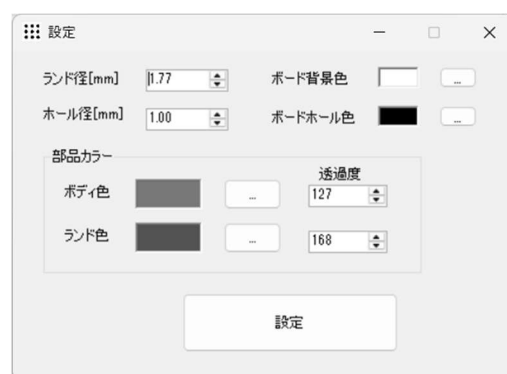 設定
ランド径[mm] 1.77 ボード背景色 ...
ホール径[mm] 1.00 ボードホール色 ...
部品カラー
透過度
ボディ色 ... 127
ランド色 ... 168
設定